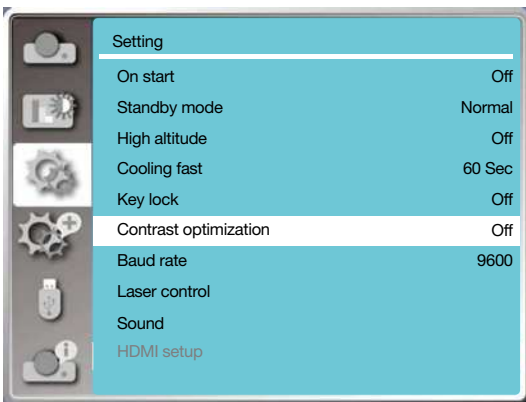 Setting
On start Off
Standby mode Normal
High altitude Off
Cooling fast 60 Sec
Key lock Off
Contrast optimization Off
Baud rate 9600
Laser control
Sound
HDMI setup